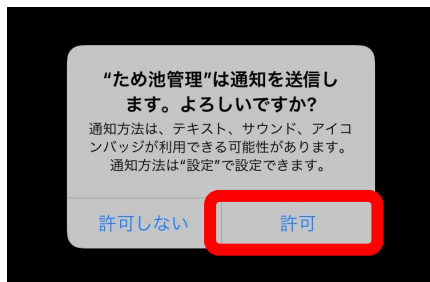 “ため池管理”は通知を送信し
ます。よろしいですか?
通知方法は、テキスト、サウンド、アイコ
ンバッジが利用できる可能性があります。
通知方法は“設定”で設定できます。
許可しない
許可